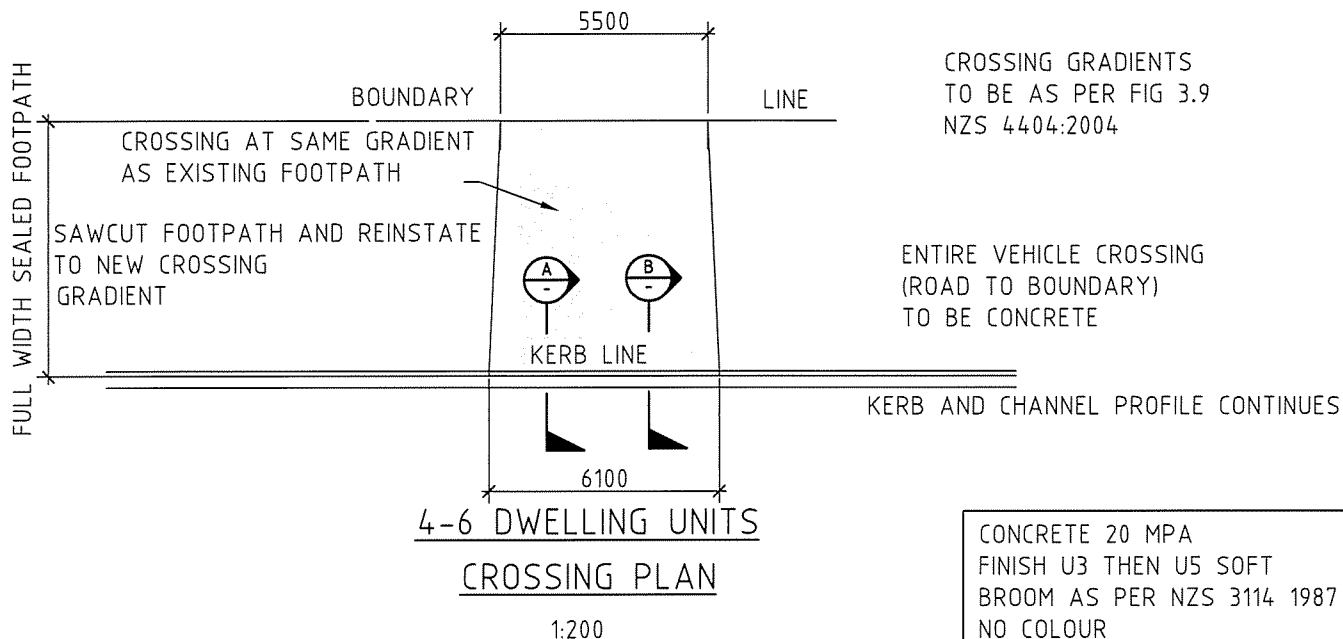 5500
BOUNDARY LINE
CROSSING GRADIENTS
TO BE AS PER FIG 3.9
NZS 4404:2004
FULL WIDTH SEALED FOOTPATH
CROSSING AT SAME GRADIENT
AS EXISTING FOOTPATH
SAWCUT FOOTPATH AND REINSTATE
TO NEW CROSSING
GRADIENT
A
-
B
-
ENTIRE VEHICLE CROSSING
(ROAD TO BOUNDARY)
TO BE CONCRETE
KERB LINE
KERB AND CHANNEL PROFILE CONTINUES
6100
4-6 DWELLING UNITS
CROSSING PLAN
1:200
CONCRETE 20 MPA
FINISH U3 THEN U5 SOFT
BROOM AS PER NZS 3114 1987
NO COLOUR